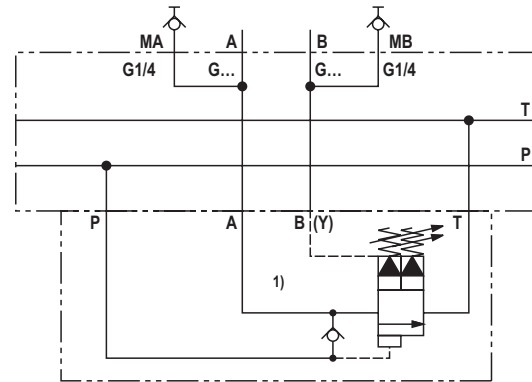 MA A B MB
G1/4 G... G... G1/4
T
P
P A B (Y) T
1)